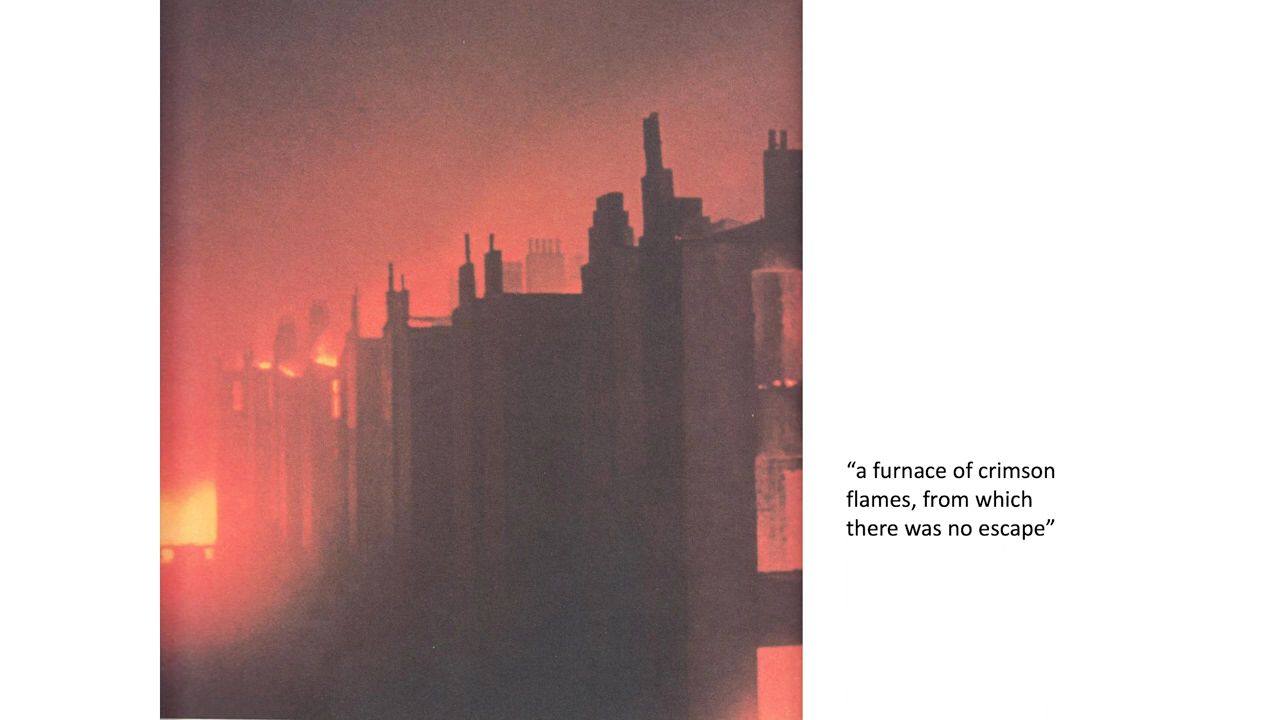 “a furnace of crimson
flames, from which
there was no escape”